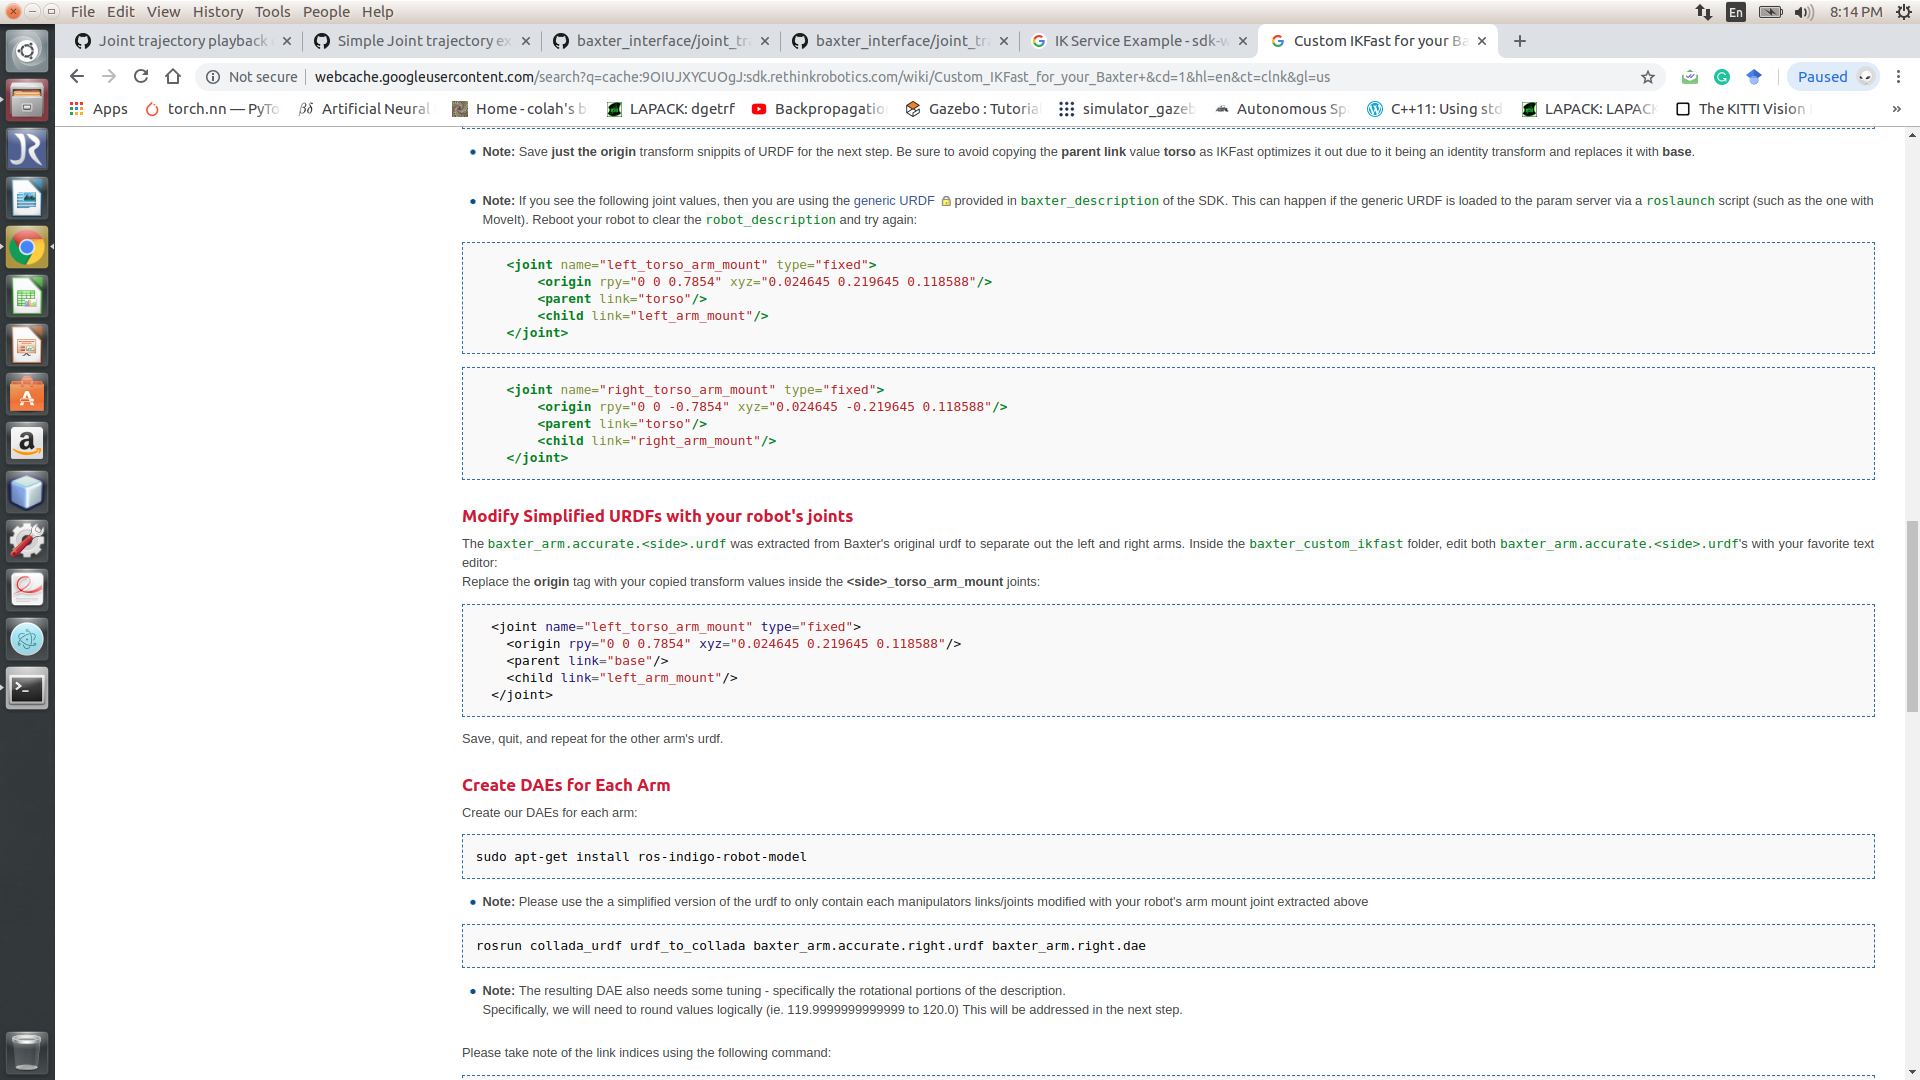 File Edit View History Tools People Help
En 8:14 PM
Joint trajectory playback
Simple Joint trajectory ex
baxter_interface/joint_tr
baxter_interface/joint_tr
IK Service Example - sdk-w
Custom IKFast for your Ba
Not secure webcache.googleusercontent.com/search?q=cache:9OIUJXYCUOgJ:sdk.rethinkrobotics.com/wiki/Custom_IKFast_for_your_Baxter+&cd=1&hl=en&ct=clnk&gl=us
Paused
Apps torch.nn — PyTo Artificial Neural Home - colah's b LAPACK: dgetrf Backpropagatio Gazebo : Tutoria simulator_gazeb Autonomous Sp C++11: Using std LAPACK: LAPACK The KITTI Vision »
• Note: Save just the origin transform snippits of URDF for the next step. Be sure to avoid copying the parent link value torso as IKFast optimizes it out due to it being an identity transform and replaces it with base.
• Note: If you see the following joint values, then you are using the generic URDF provided in baxter_description of the SDK. This can happen if the generic URDF is loaded to the param server via a roslaunch script (such as the one with
MoveIt). Reboot your robot to clear the robot_description and try again:
<joint name="left_torso_arm_mount" type="fixed">
<origin rpy="0 0 0.7854" xyz="0.024645 0.219645 0.118588"/>
<parent link="torso"/>
<child link="left_arm_mount"/>
</joint>
<joint name="right_torso_arm_mount" type="fixed">
<origin rpy="0 0 -0.7854" xyz="0.024645 -0.219645 0.118588"/>
<parent link="torso"/>
<child link="right_arm_mount"/>
</joint>
Modify Simplified URDFs with your robot's joints
The baxter_arm.accurate.<side>.urdf was extracted from Baxter's original urdf to separate out the left and right arms. Inside the baxter_custom_ikfast folder, edit both baxter_arm.accurate.<side>.urdf's with your favorite text
editor:
Replace the origin tag with your copied transform values inside the <side>_torso_arm_mount joints:
<joint name="left_torso_arm_mount" type="fixed">
<origin rpy="0 0 0.7854" xyz="0.024645 0.219645 0.118588"/>
<parent link="base"/>
<child link="left_arm_mount"/>
</joint>
Save, quit, and repeat for the other arm's urdf.
Create DAEs for Each Arm
Create our DAEs for each arm:
sudo apt-get install ros-indigo-robot-model
• Note: Please use the a simplified version of the urdf to only contain each manipulators links/joints modified with your robot's arm mount joint extracted above
rosrun collada_urdf urdf_to_collada baxter_arm.accurate.right.urdf baxter_arm.right.dae
• Note: The resulting DAE also needs some tuning - specifically the rotational portions of the description.
Specifically, we will need to round values logically (ie. 119.9999999999999 to 120.0) This will be addressed in the next step.
Please take note of the link indices using the following command: